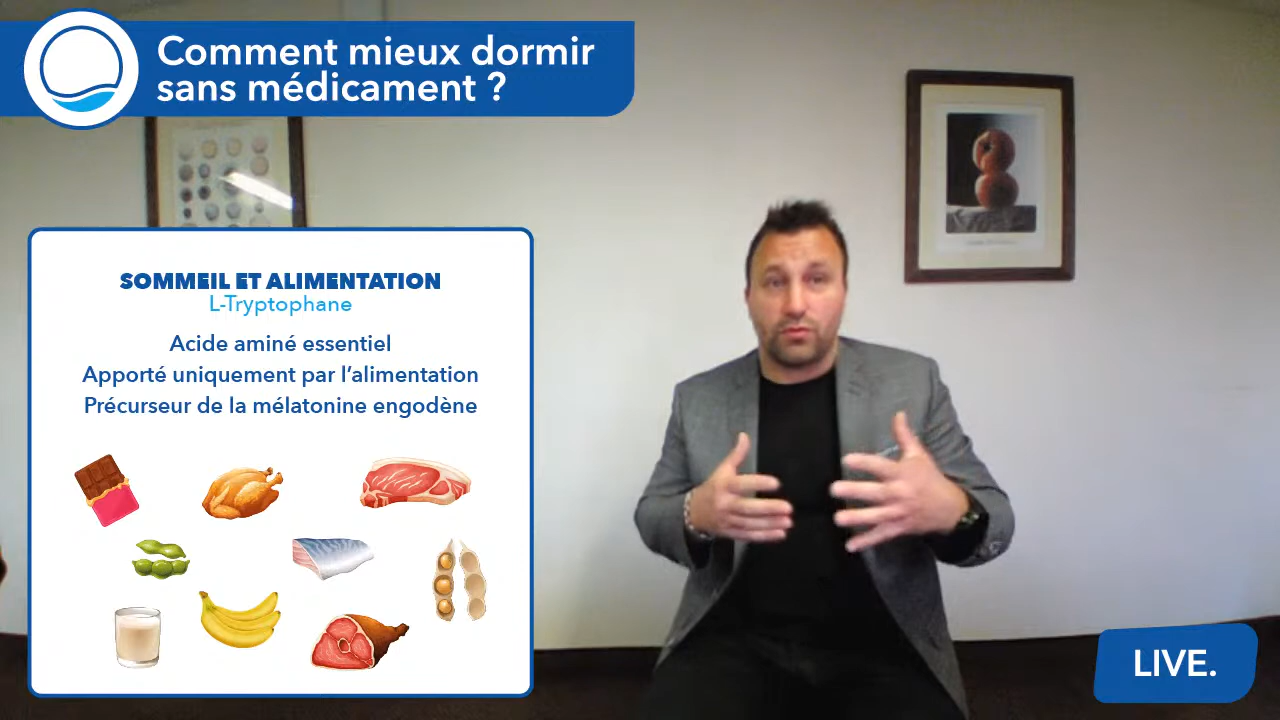 Comment mieux dormir
sans médicament ?
SOMMEIL ET ALIMENTATION
L-Tryptophane
Acide aminé essentiel
Apporté uniquement par l'alimentation
Précurseur de la mélatonine engodène
LIVE.